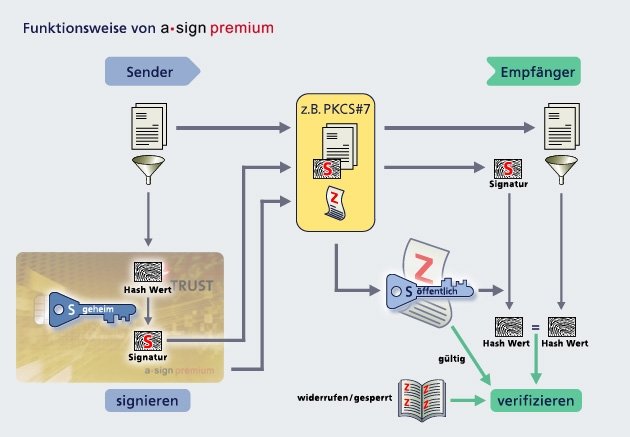 Funktionsweise von a•sign premium
Sender
Empfänger
z.B. PKCS#7
S
Z
S
Signatur
Hash Wert
TRUST
S geheim
S
Signatur
a•sign premium
signieren
Z
S öffentlich
Hash Wert
=
Hash Wert
gültig
widerrufen/gesperrt
Z
Z
Z
Z
verifizieren